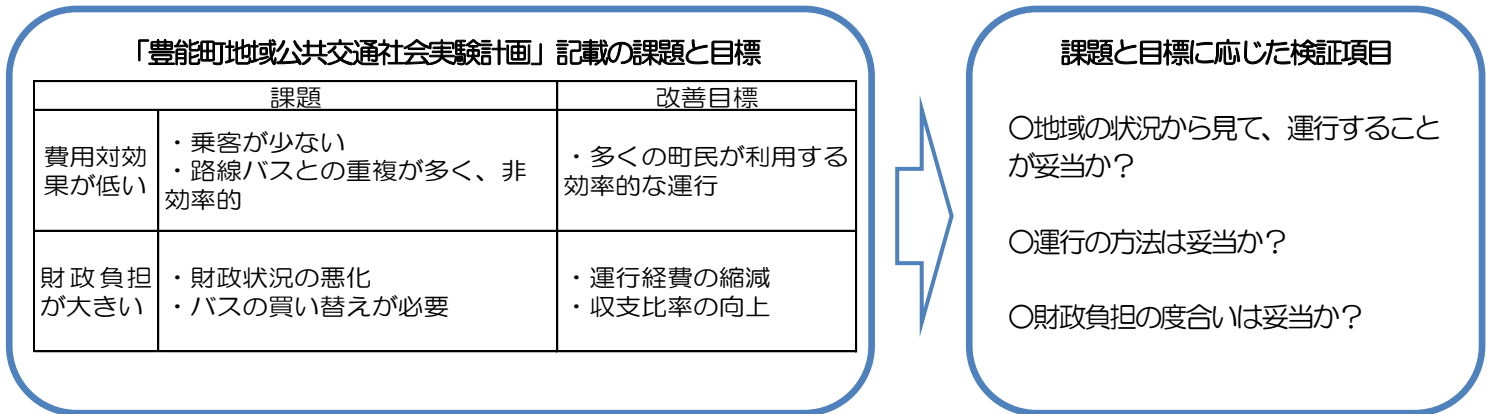 「豊能町地域公共交通社会実験計画」記載の課題と目標
課題
改善目標
費用対効
果が低い
・乗客が少ない
・路線バスとの重複が多く、非
効率的
・多くの町民が利用する
効率的な運行
財政負担
が大きい
・財政状況の悪化
・バスの買い替えが必要
・運行経費の縮減
・収支比率の向上
課題と目標に応じた検証項目
〇地域の状況から見て、運行すること
が妥当か？
〇運行の方法は妥当か？
〇財政負担の度合いは妥当か？